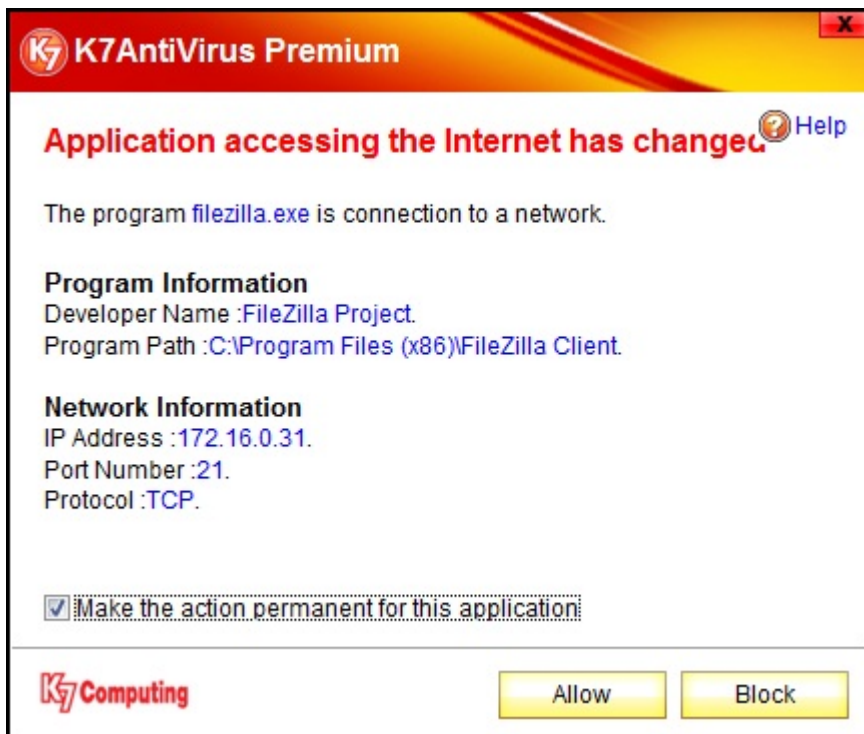 K7 K7AntiVirus Premium
X
Application accessing the Internet has changed
Help
The program filezilla.exe is connection to a network.
Program Information
Developer Name :FileZilla Project.
Program Path :C:\Program Files (x86)\FileZilla Client.
Network Information
IP Address :172.16.0.31.
Port Number :21.
Protocol :TCP.
Make the action permanent for this application
K7 Computing
Allow
Block